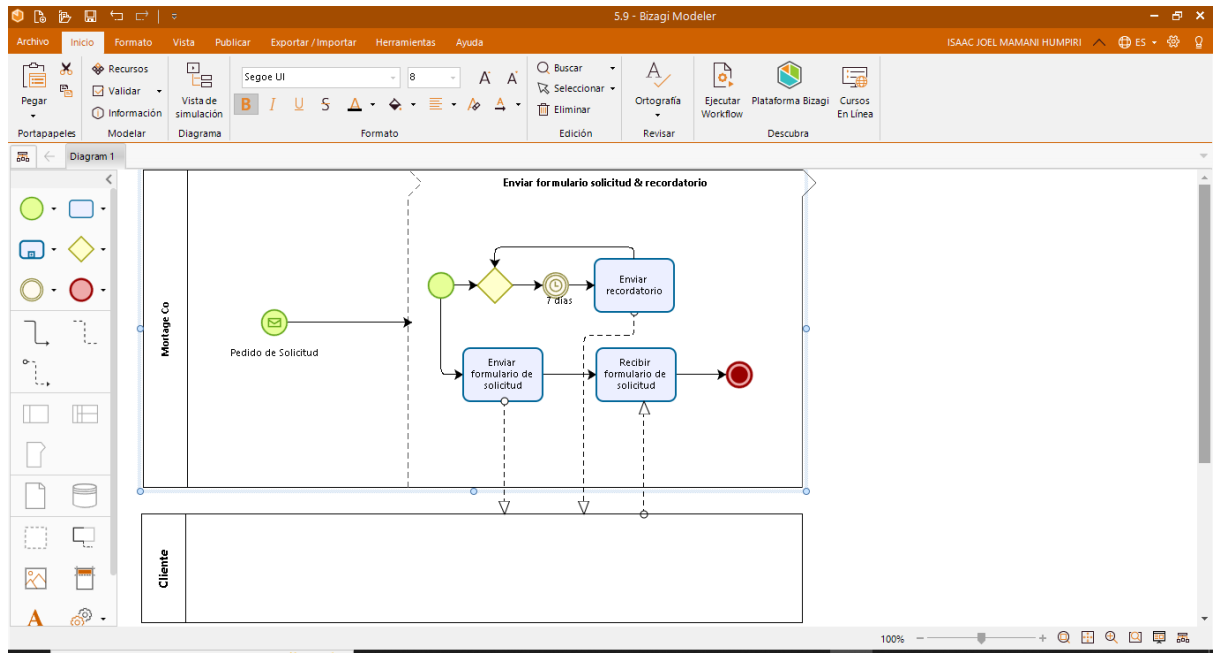 5.9 - Bizagi Modeler
Archivo Inicio Formato Vista Publicar Exportar / Importar Herramientas Ayuda ISAAC JOEL MAMANI HUMPIRI ES
Pegar
Portapapeles
Recursos
Validar
Información
Modelar
Vista de
simulación
Diagrama
Segoe UI 8
B I U S A A A A
Formato
Buscar
Seleccionar
Eliminar
Edición
Ortografía
Revisar
Ejecutar
Workflow
Plataforma Bizagi
Cursos
En Línea
Descubra
Diagram 1
Enviar formulario solicitud & recordatorio
Montage Co
Pedido de Solicitud
7 días
Enviar
recordatorio
Enviar
formulario de
solicitud
Recibir
formulario de
solicitud
Cliente
A
100%